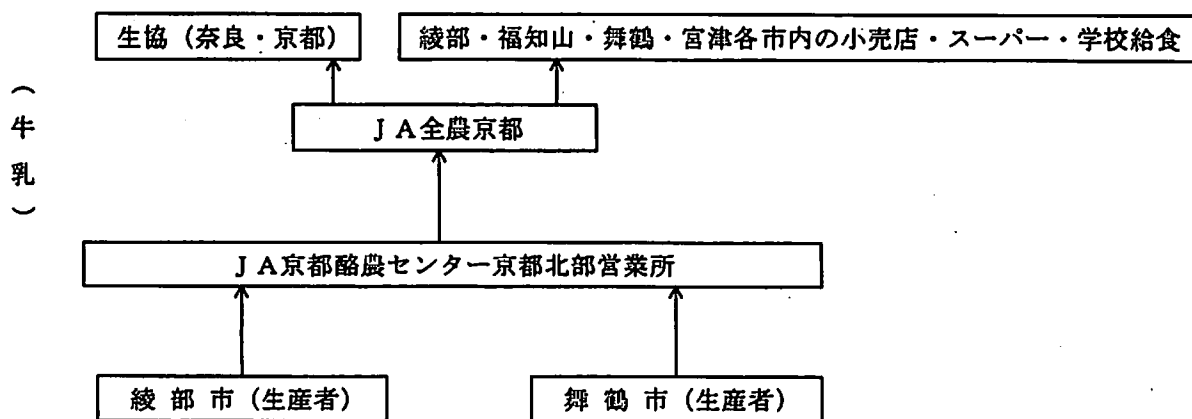 生協（奈良・京都）
綾部・福知山・舞鶴・宮津各市内の小売店・スーパー・学校給食
（牛乳）
ＪＡ全農京都
ＪＡ京都酪農センター京都北部営業所
綾部市（生産者）
舞鶴市（生産者）